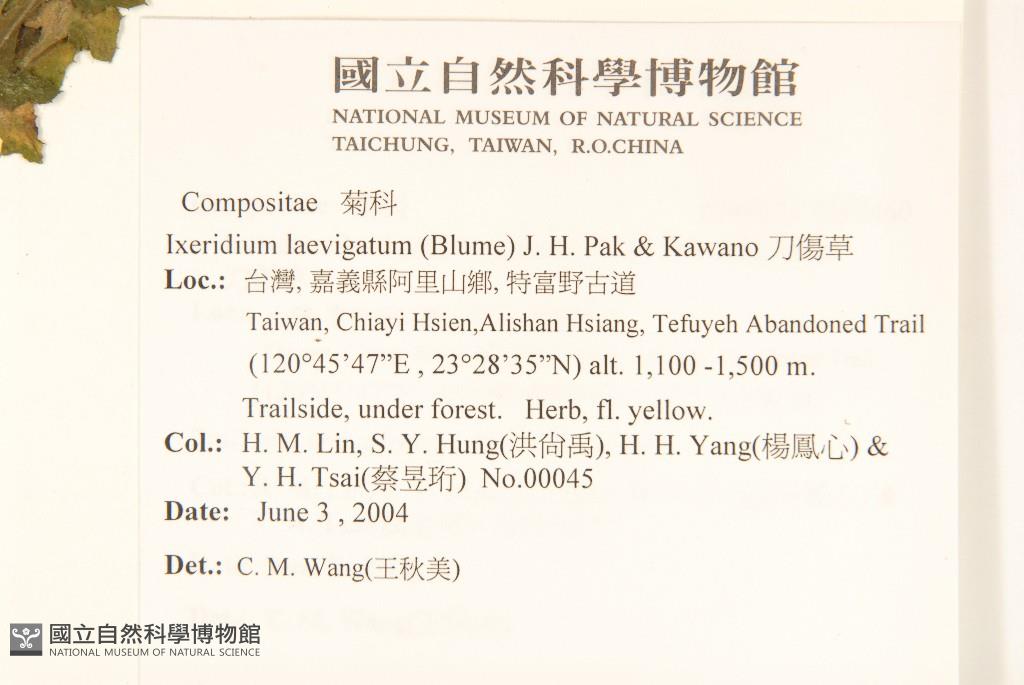 國立自然科學博物館
NATIONAL MUSEUM OF NATURAL SCIENCE
TAICHUNG, TAIWAN, R.O.CHINA
Compositae 菊科
Ixeridium laevigatum (Blume) J. H. Pak & Kawano 刀傷草
Loc.: 台灣, 嘉義縣阿里山鄉, 特富野古道
Taiwan, Chiayi Hsien,Alishan Hsiang, Tefuyeh Abandoned Trail
(120°45’47”E , 23°28’35”N) alt. 1,100 -1,500 m.
Trailside, under forest. Herb, fl. yellow.
Col.: H. M. Lin, S. Y. Hung(洪尙禹), H. H. Yang(楊鳳心) &
Y. H. Tsai(蔡昱珩) No.00045
Date: June 3 , 2004
Det.: C. M. Wang(王秋美)
國立自然科學博物館
NATIONAL MUSEUM OF NATURAL SCIENCE